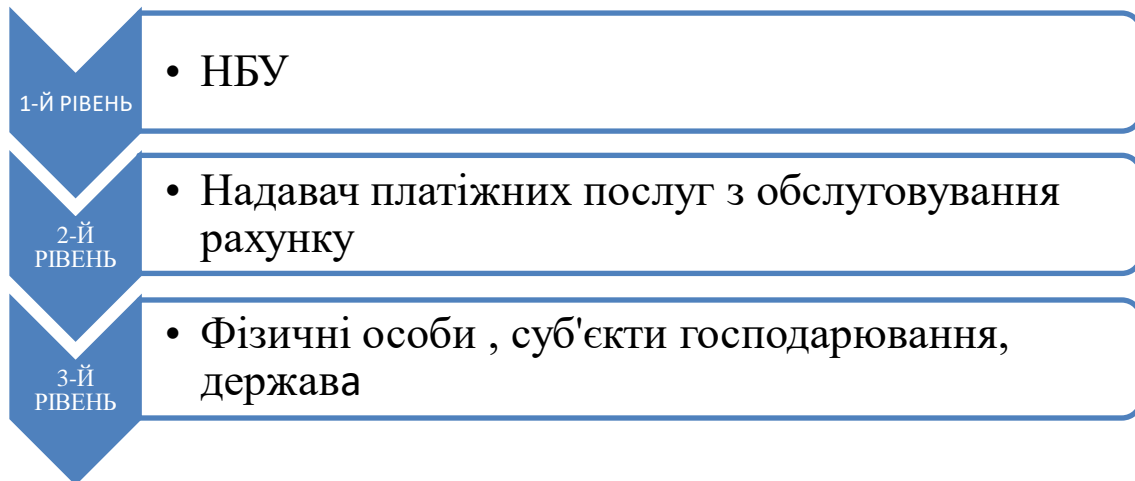 1-Й РІВЕНЬ
• НБУ
2-Й
РІВЕНЬ
• Надавач платіжних послуг з обслуговування
рахунку
3-Й
РІВЕНЬ
• Фізичні особи , суб'єкти господарювання,
держава